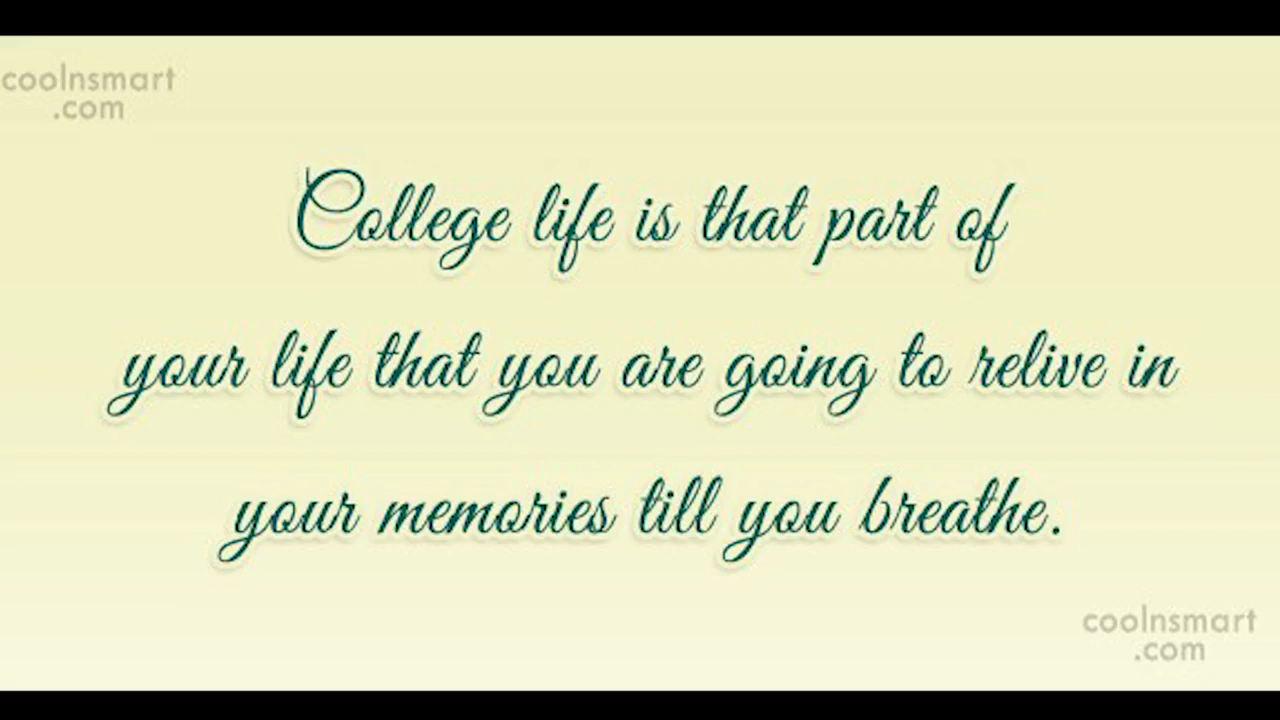 coolnsmart
.com
College life is that part of
your life that you are going to relive in
your memories till you breathe.
coolnsmart
.com